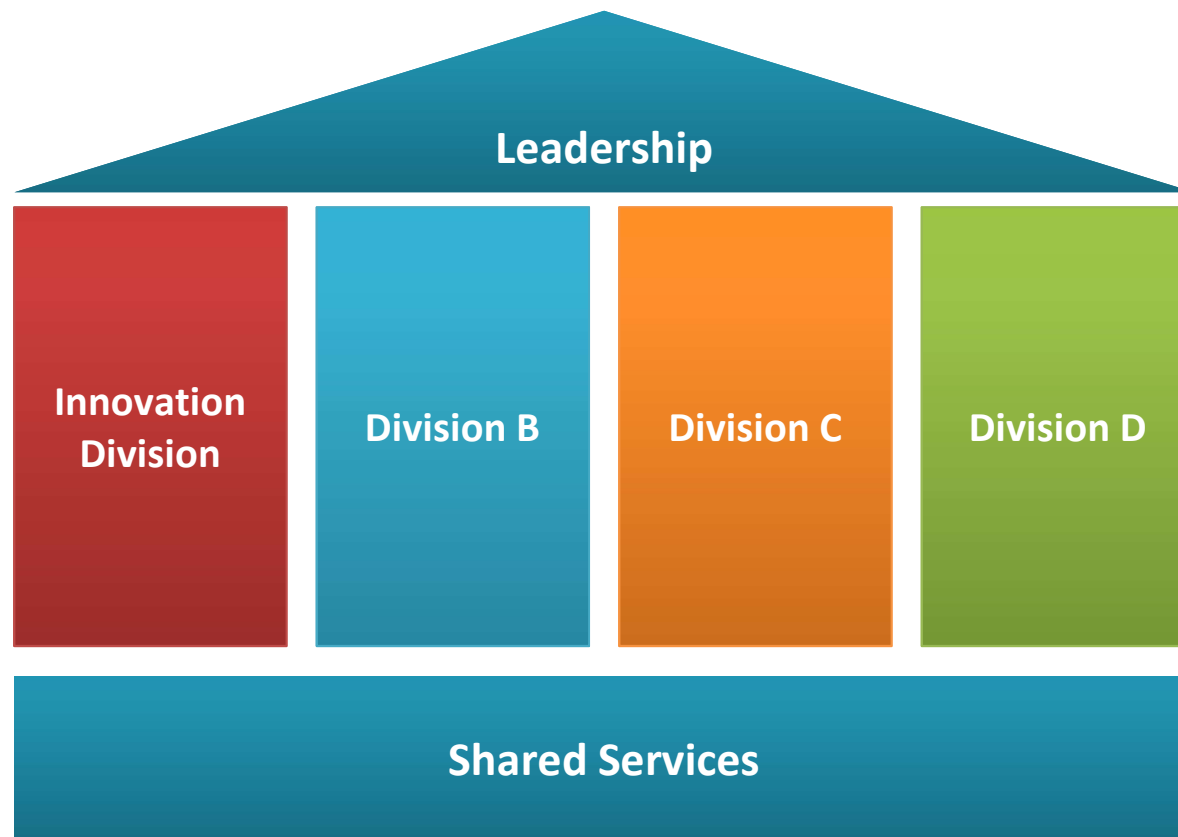 Leadership
Innovation
Division
Division B
Division C
Division D
Shared Services